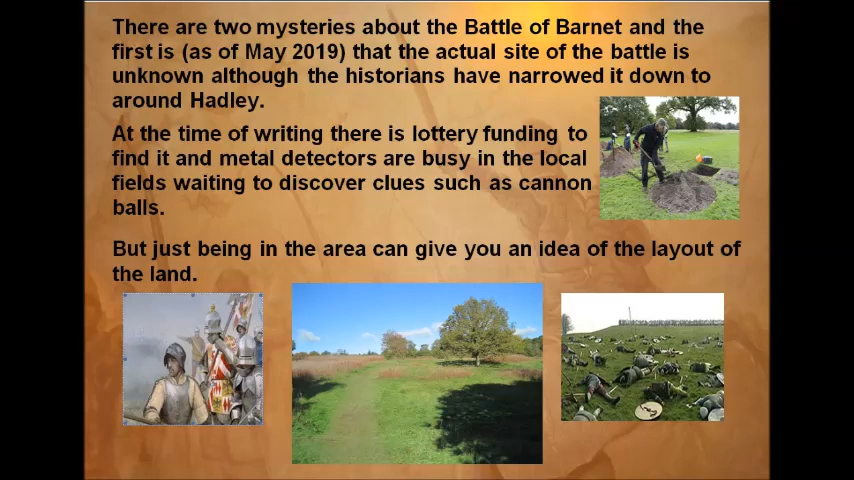 There are two mysteries about the Battle of Barnet and the
first is (as of May 2019) that the actual site of the battle is
unknown although the historians have narrowed it down to
around Hadley.
At the time of writing there is lottery funding to
find it and metal detectors are busy in the local
fields waiting to discover clues such as cannon
balls.
But just being in the area can give you an idea of the layout of
the land.